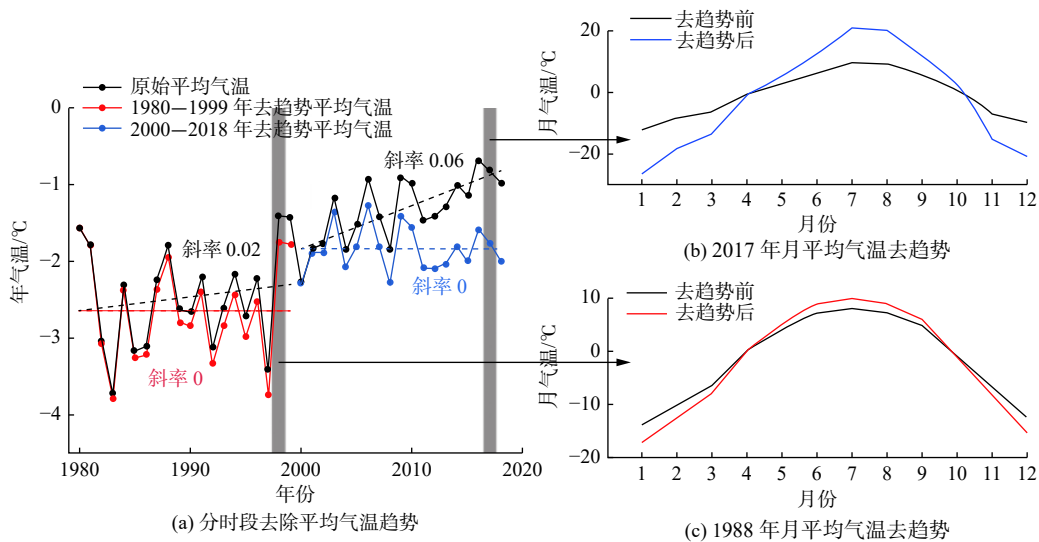 原始平均气温
1980—1999 年去趋势平均气温
2000—2018 年去趋势平均气温
年气温/℃
0
−1
−2
−3
−4
斜率 0.06
斜率 0.02
斜率 0
斜率 0
1980
1990
2000
2010
2020
年份
(a) 分时段去除平均气温趋势
去趋势前
去趋势后
月气温/℃
20
0
−20
1 2 3 4 5 6 7 8 9 10 11 12
月份
(b) 2017 年月平均气温去趋势
去趋势前
去趋势后
月气温/℃
10
0
−10
−20
1 2 3 4 5 6 7 8 9 10 11 12
月份
(c) 1988 年月平均气温去趋势